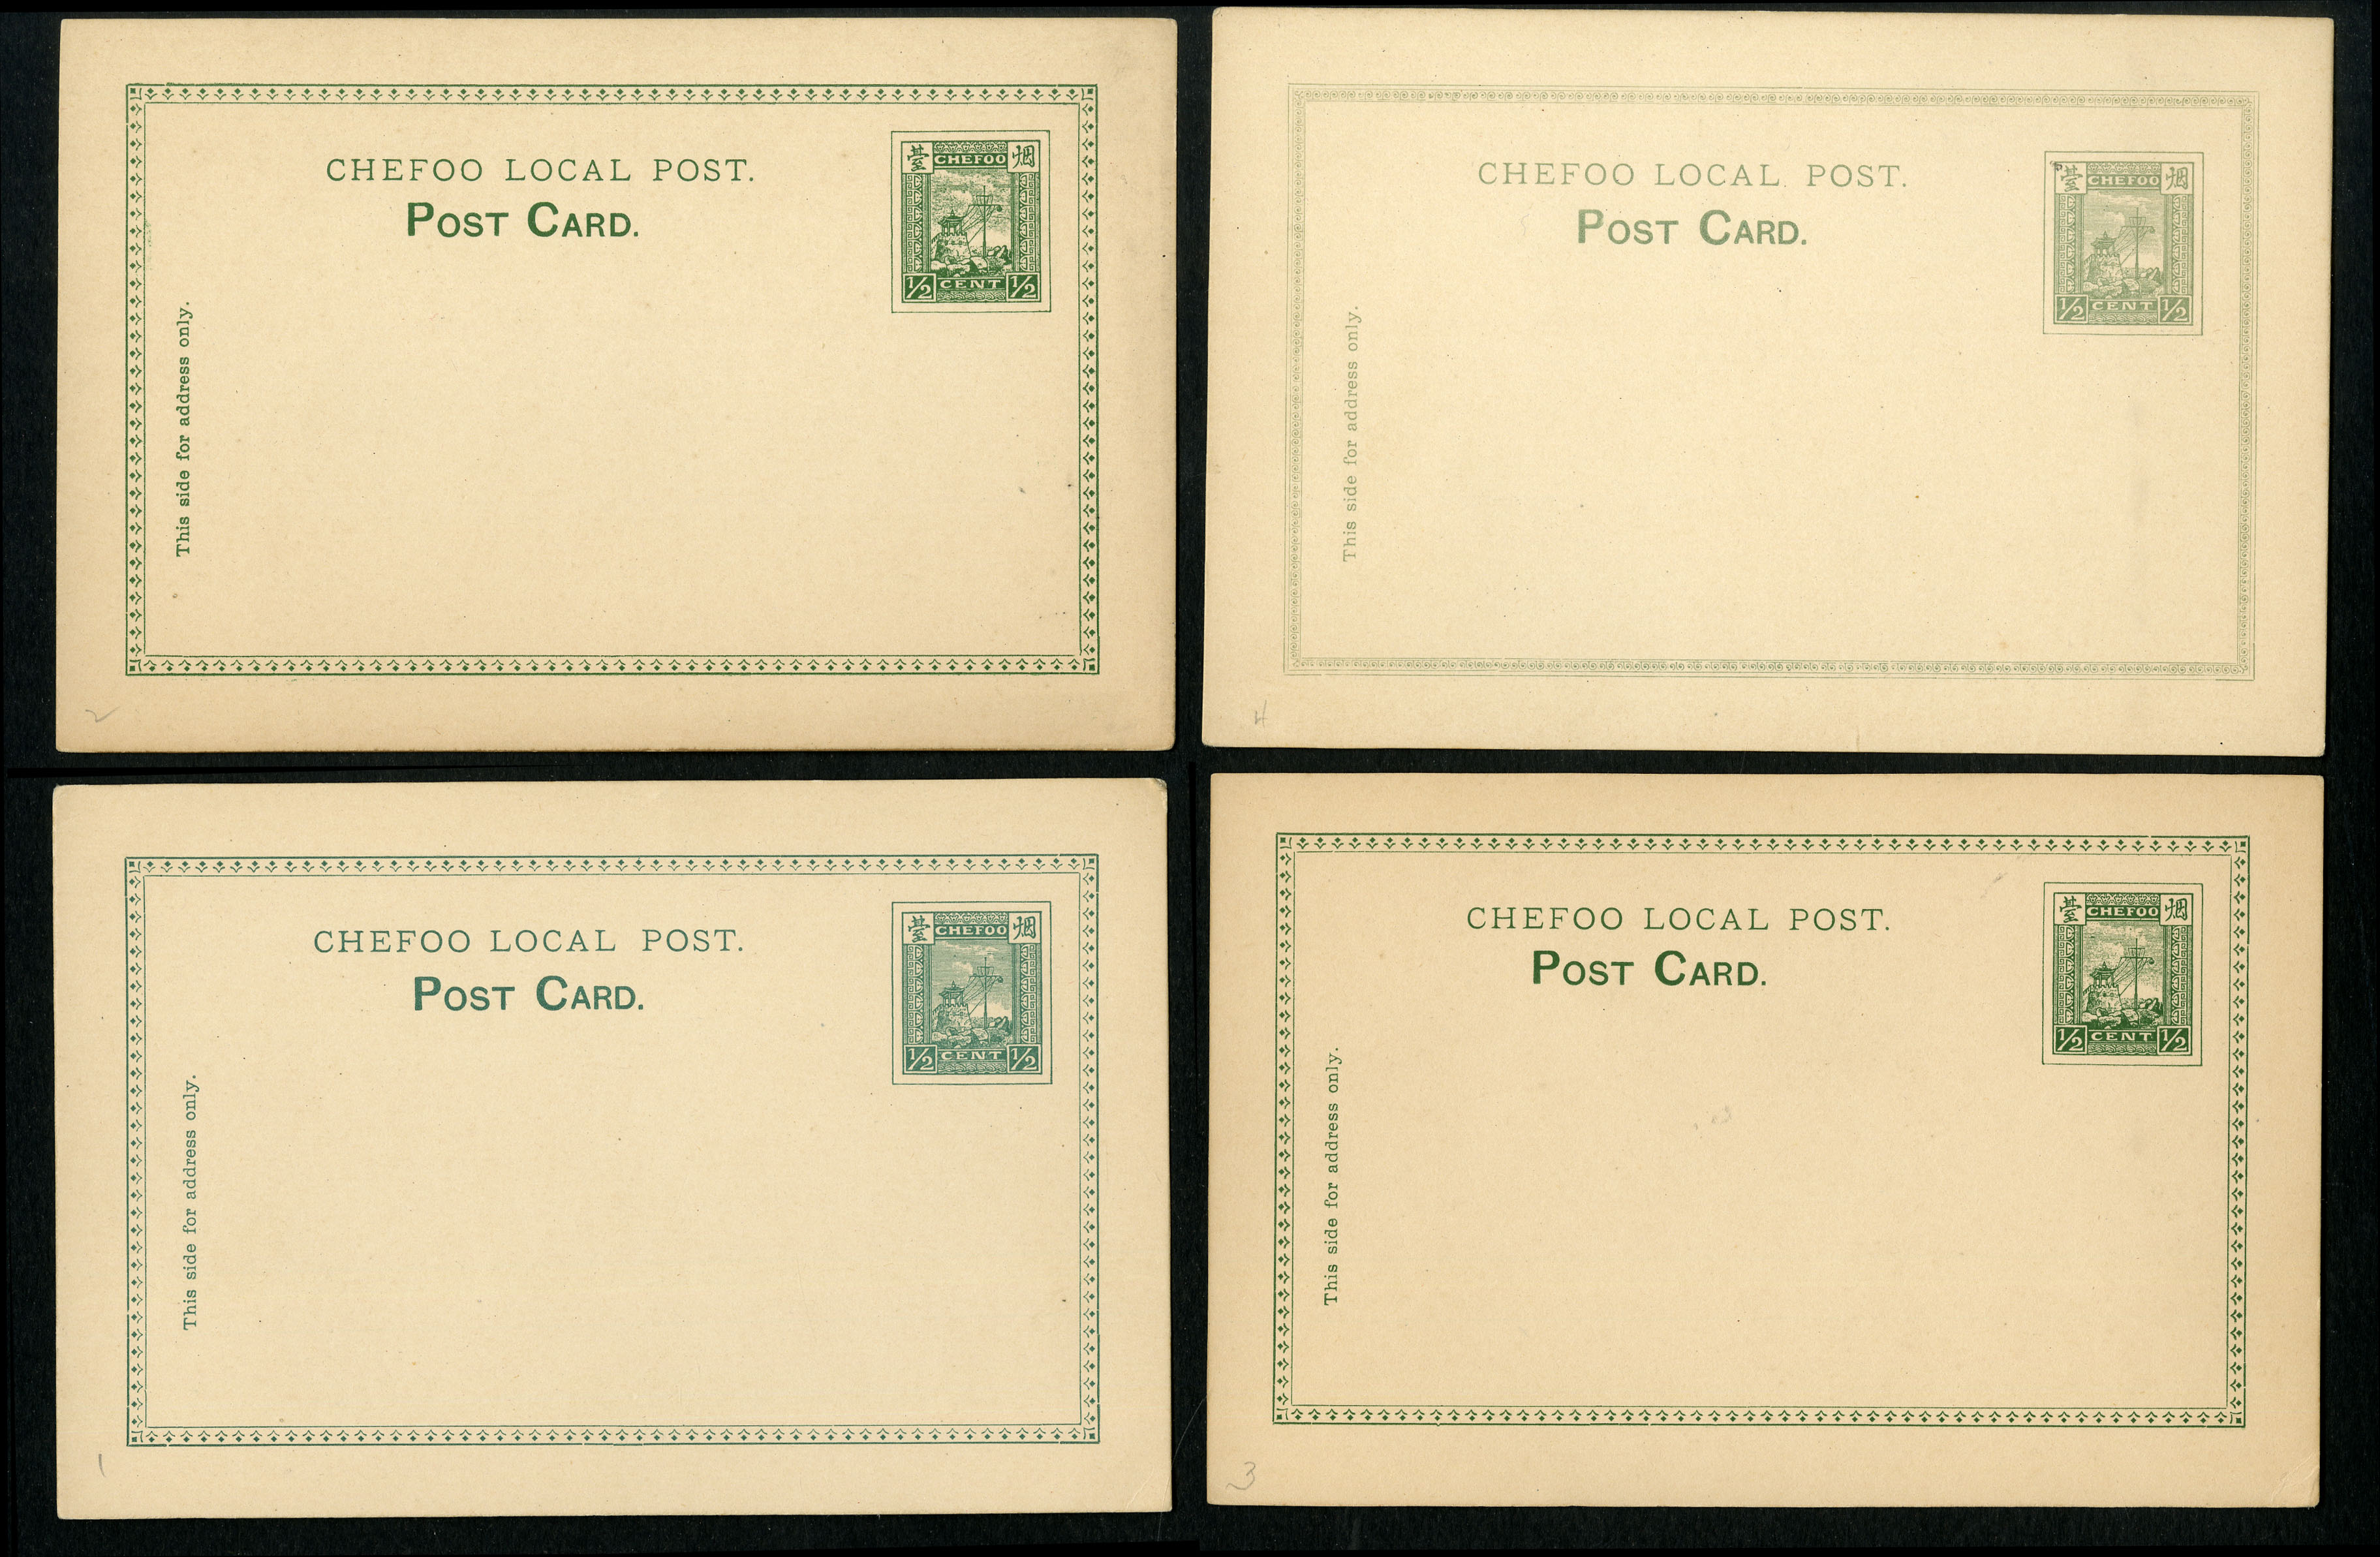 CHEFOO LOCAL POST.
POST CARD.
This side for address only.
臺 CHEFOO 烟
½ CENT ½
2
CHEFOO LOCAL POST.
POST CARD.
This side for address only.
臺 CHEFOO 烟
½ CENT ½
4
CHEFOO LOCAL POST.
POST CARD.
This side for address only.
臺 CHEFOO 烟
½ CENT ½
1
CHEFOO LOCAL POST.
POST CARD.
This side for address only.
臺 CHEFOO 烟
½ CENT ½
3